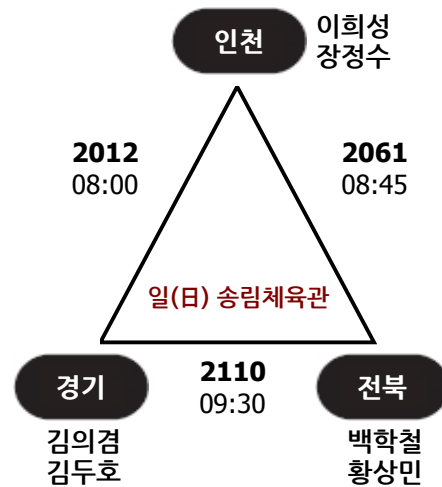 인천
이희성
장정수
2012
08:00
2061
08:45
일(日) 송림체육관
경기
2110
09:30
전북
김의겸
김두호
백학철
황상민